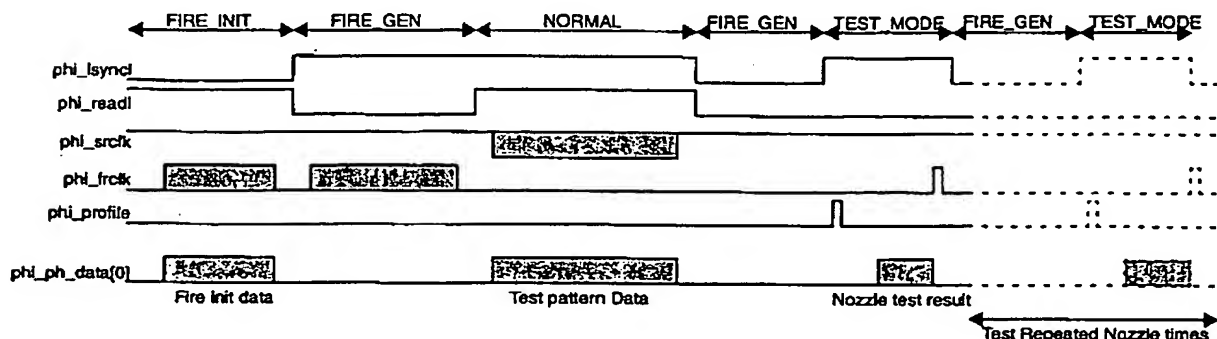 FIRE_INIT FIRE_GEN NORMAL FIRE_GEN TEST_MODE FIRE_GEN TEST_MODE
phi_lsyncl
phi_readl
phi_srclk
phi_frclk
phi_profile
phi_ph_data[0]
Fire Init data Test pattern Data Nozzle test result
Test Repeated Nozzle times